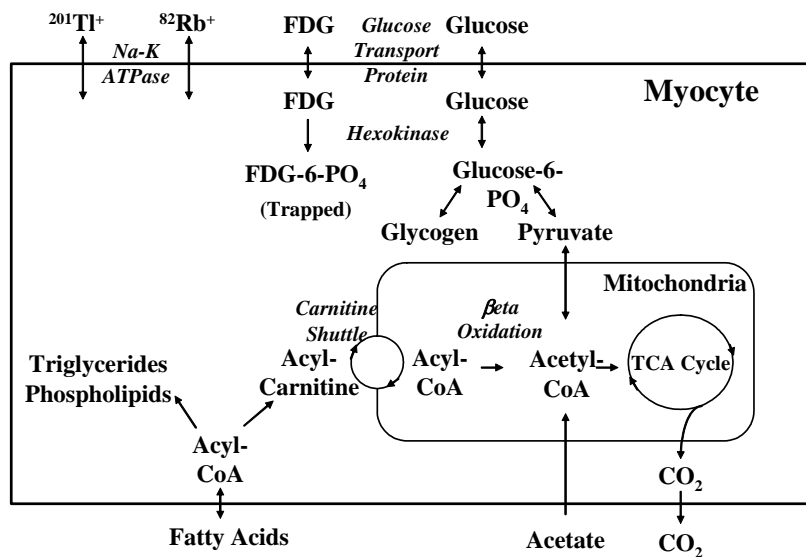 ²⁰¹Tl⁺ ⁸²Rb⁺ FDG Glucose Glucose
Na-K Transport
ATPase Protein
FDG Glucose Myocyte
Hexokinase
FDG-6-PO₄ Glucose-6-
(Trapped) PO₄
Glycogen Pyruvate
Mitochondria
Carnitine βeta
Shuttle Oxidation
Triglycerides Acyl- Acyl- Acetyl- TCA Cycle
Phospholipids Carnitine CoA CoA
Acyl-
CoA CO₂
Fatty Acids Acetate CO₂